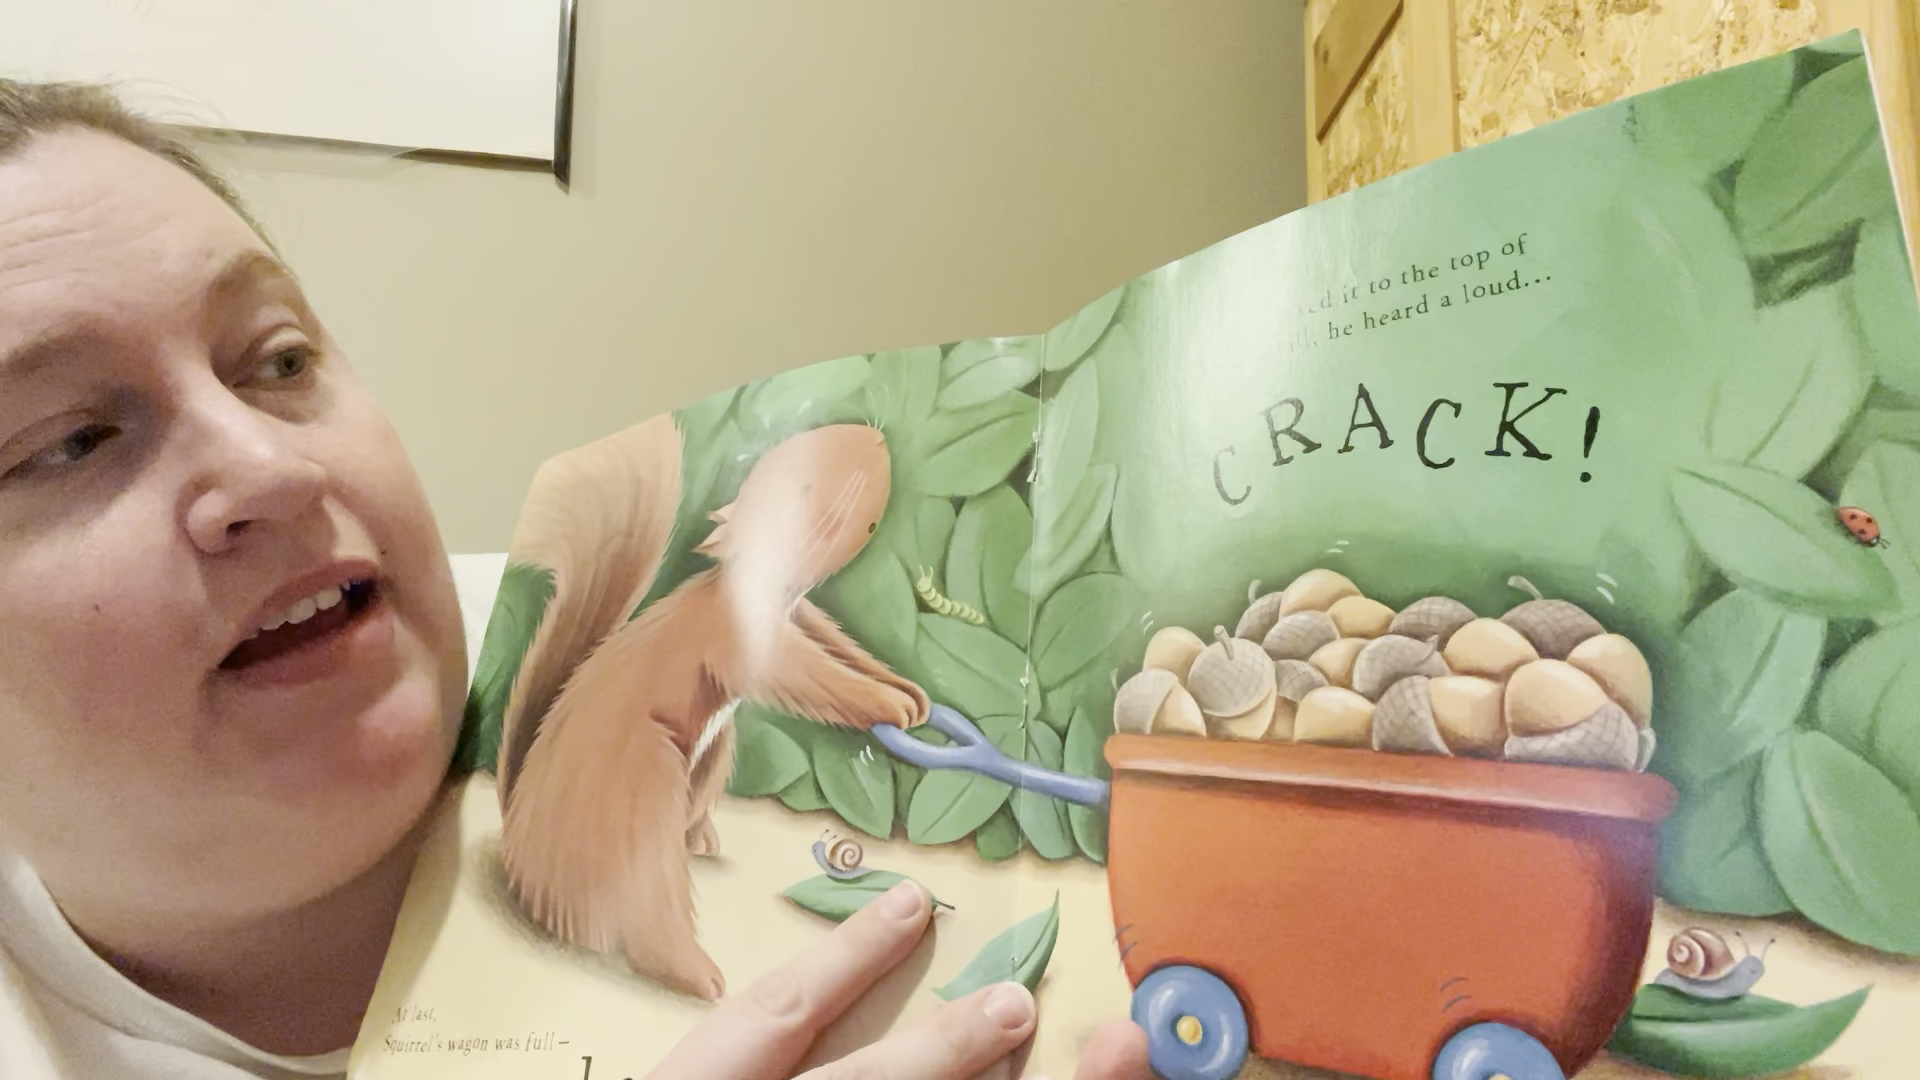 At last,
Squirrel's wagon was full—
it to the top of
he heard a loud...
CRACK!